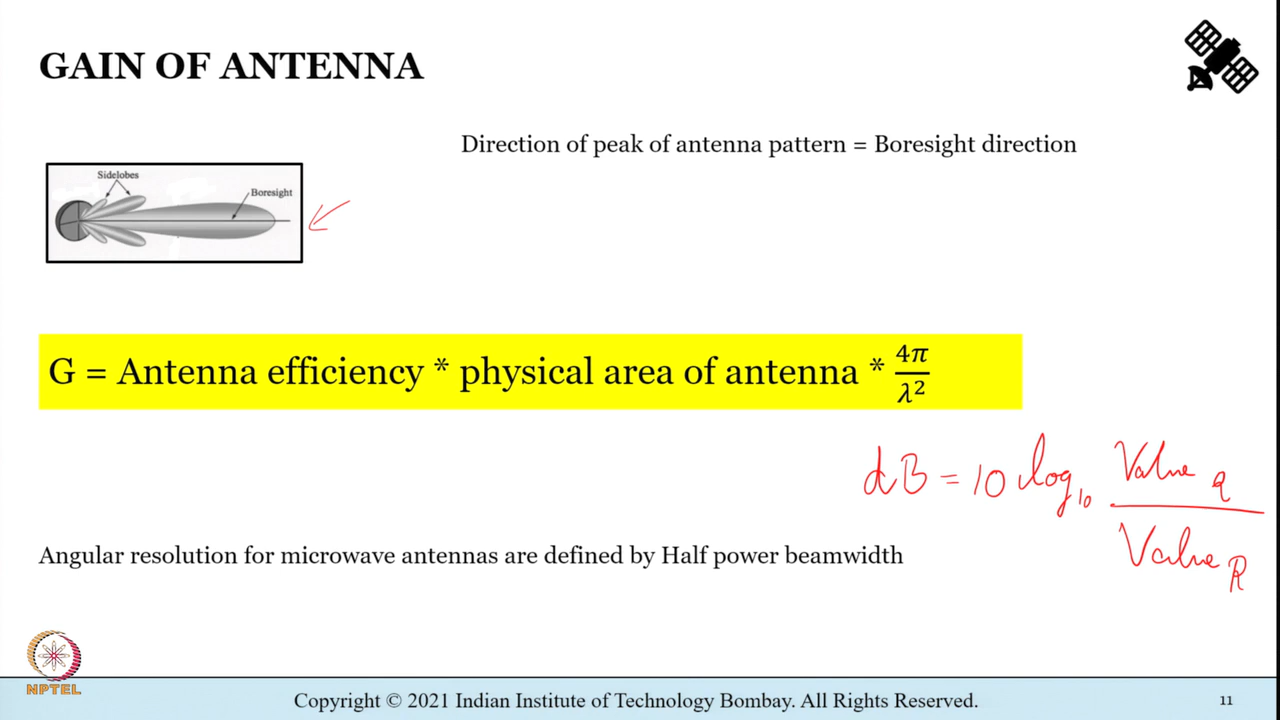 GAIN OF ANTENNA
Direction of peak of antenna pattern = Boresight direction
Sidelobes
Boresight
G = Antenna efficiency * physical area of antenna * 4π/λ²
dB = 10 log₁₀ Value q / Value R
Angular resolution for microwave antennas are defined by Half power beamwidth
NPTEL
Copyright © 2021 Indian Institute of Technology Bombay. All Rights Reserved.
11